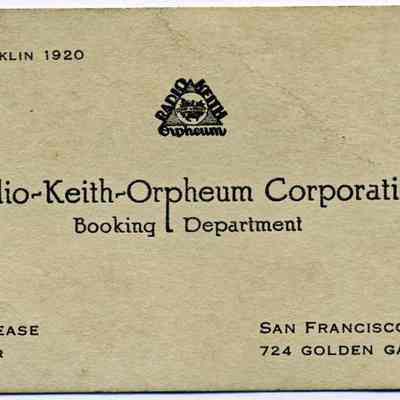 KLIN 1920
RADIO KEITH
Orpheum
dio-Keith-Orpheum Corporati
Booking Department
EASE
R
SAN FRANCISCO
724 GOLDEN GA